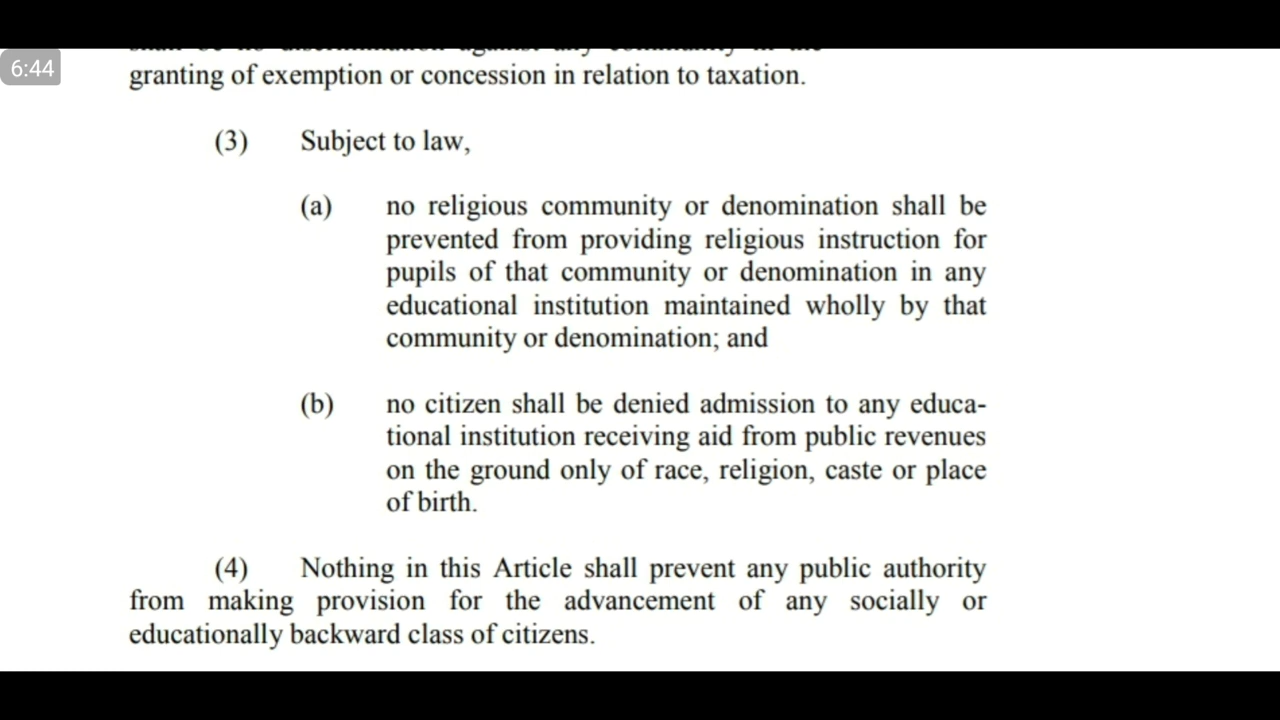 6:44
granting of exemption or concession in relation to taxation.
(3) Subject to law,
(a) no religious community or denomination shall be
prevented from providing religious instruction for
pupils of that community or denomination in any
educational institution maintained wholly by that
community or denomination; and
(b) no citizen shall be denied admission to any educa-
tional institution receiving aid from public revenues
on the ground only of race, religion, caste or place
of birth.
(4) Nothing in this Article shall prevent any public authority
from making provision for the advancement of any socially or
educationally backward class of citizens.